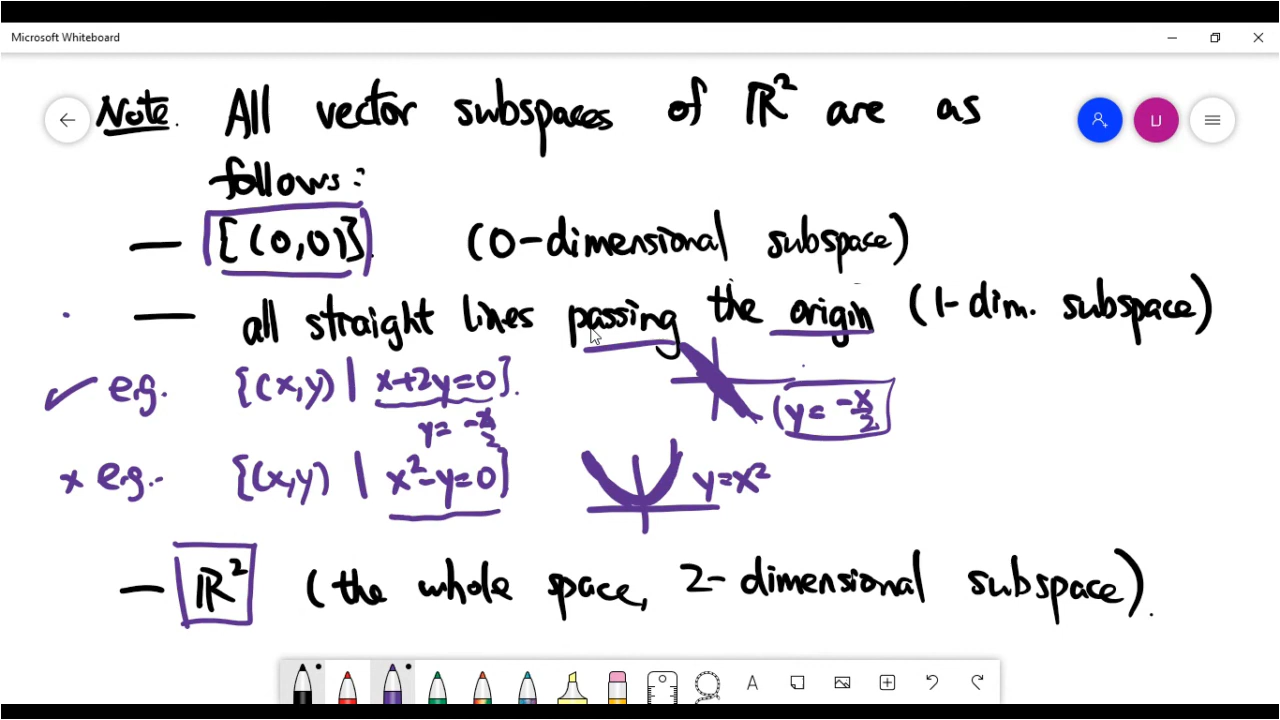 Microsoft Whiteboard
Note. All vector subspaces of ℝ² are as
follows:
— {(0,0)}. (0-dimensional subspace)
— all straight lines passing the origin (1-dim. subspace)
✓ e.g. {(x,y) | x+2y=0}. (y = -x/2)
y = -x/2
× e.g. {(x,y) | x²-y=0} y=x²
— ℝ² (the whole space, 2-dimensional subspace).
IJ
A